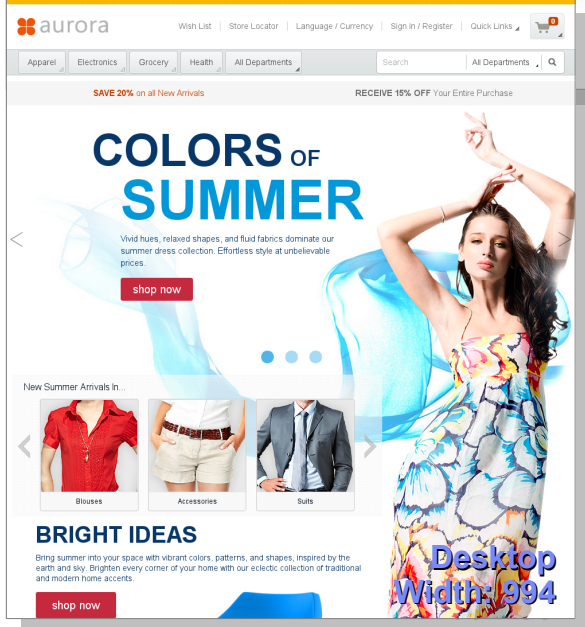 aurora
Wish List
Store Locator
Language / Currency
Sign In / Register
Quick Links
0
Apparel
Electronics
Grocery
Health
All Departments
Search
All Departments
SAVE 20% on all New Arrivals
RECEIVE 15% OFF Your Entire Purchase
COLORS OF
SUMMER
Vivid hues, relaxed shapes, and fluid fabrics dominate our
summer dress collection. Effortless style at unbelievable
prices.
shop now
New Summer Arrivals In...
Blouses
Accessories
Suits
BRIGHT IDEAS
Bring summer into your space with vibrant colors, patterns, and shapes, inspired by the
earth and sky. Brighten every corner of your home with our eclectic collection of traditional
and modern home accents.
shop now
Desktop
Width: 994